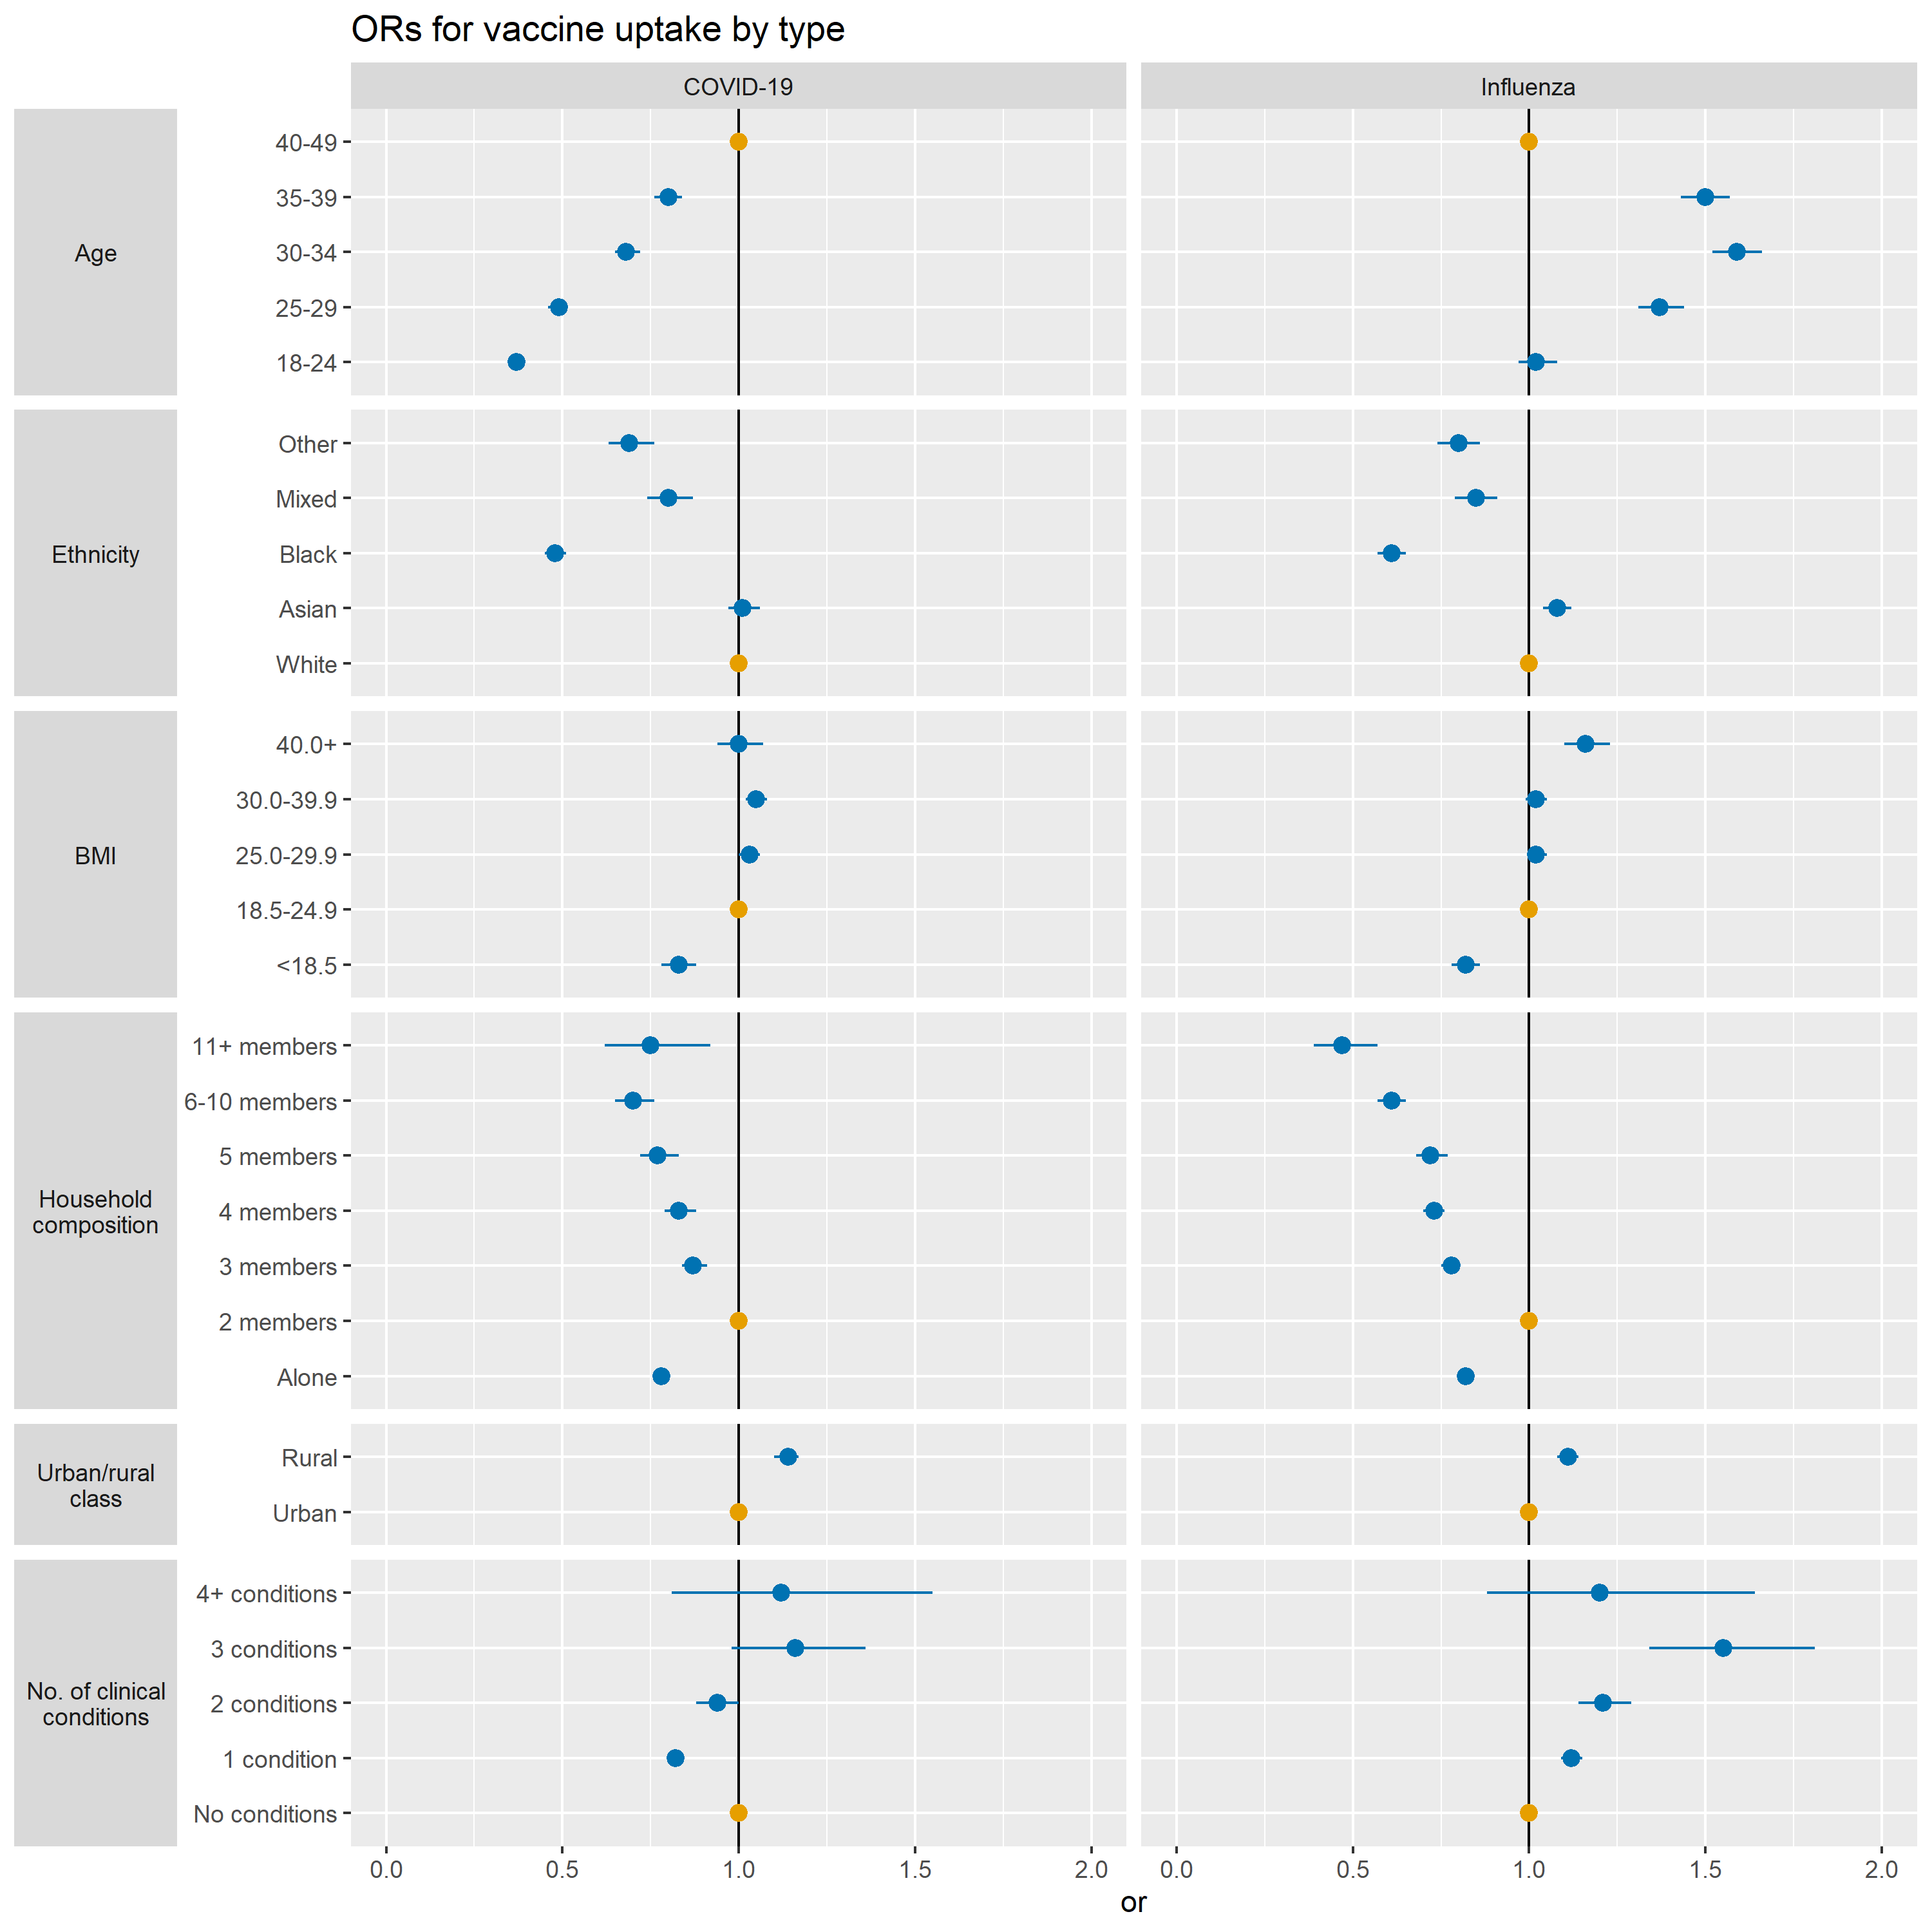 ORs for vaccine uptake by type
COVID-19
Influenza
Age
40-49
35-39
30-34
25-29
18-24
Ethnicity
Other
Mixed
Black
Asian
White
BMI
40.0+
30.0-39.9
25.0-29.9
18.5-24.9
<18.5
Household
composition
11+ members
6-10 members
5 members
4 members
3 members
2 members
Alone
Urban/rural
class
Rural
Urban
No. of clinical
conditions
4+ conditions
3 conditions
2 conditions
1 condition
No conditions
0.0 0.5 1.0 1.5 2.0
0.0 0.5 1.0 1.5 2.0
or